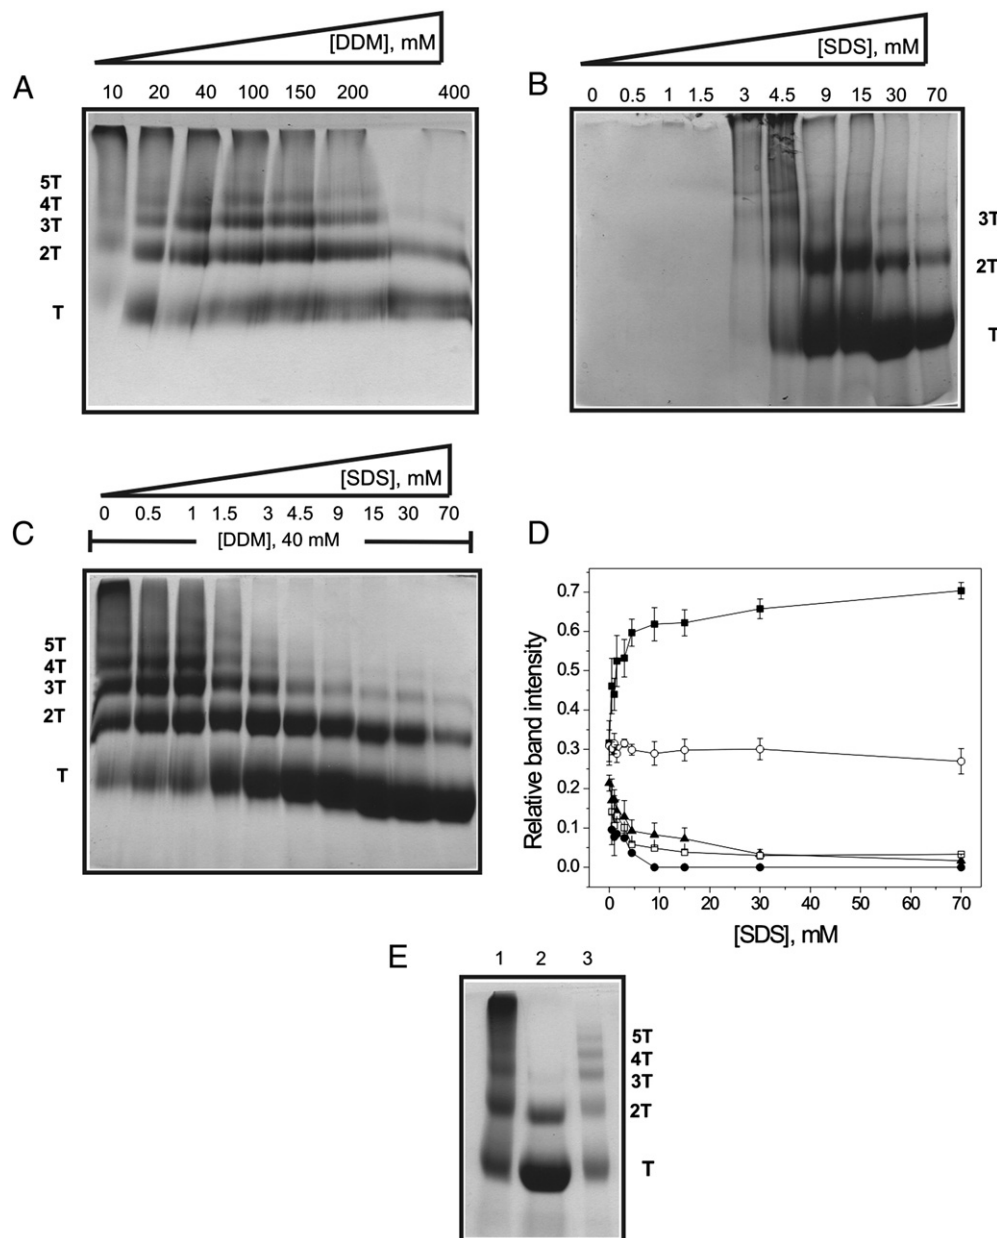 [DDM], mM
A
10 20 40 100 150 200 400
5T
4T
3T
2T
T
[SDS], mM
B
0 0.5 1 1.5 3 4.5 9 15 30 70
3T
2T
T
[SDS], mM
0 0.5 1 1.5 3 4.5 9 15 30 70
C
[DDM], 40 mM
5T
4T
3T
2T
T
D
Relative band intensity
0.7
0.6
0.5
0.4
0.3
0.2
0.1
0.0
0 10 20 30 40 50 60 70
[SDS], mM
E
1 2 3
5T
4T
3T
2T
T